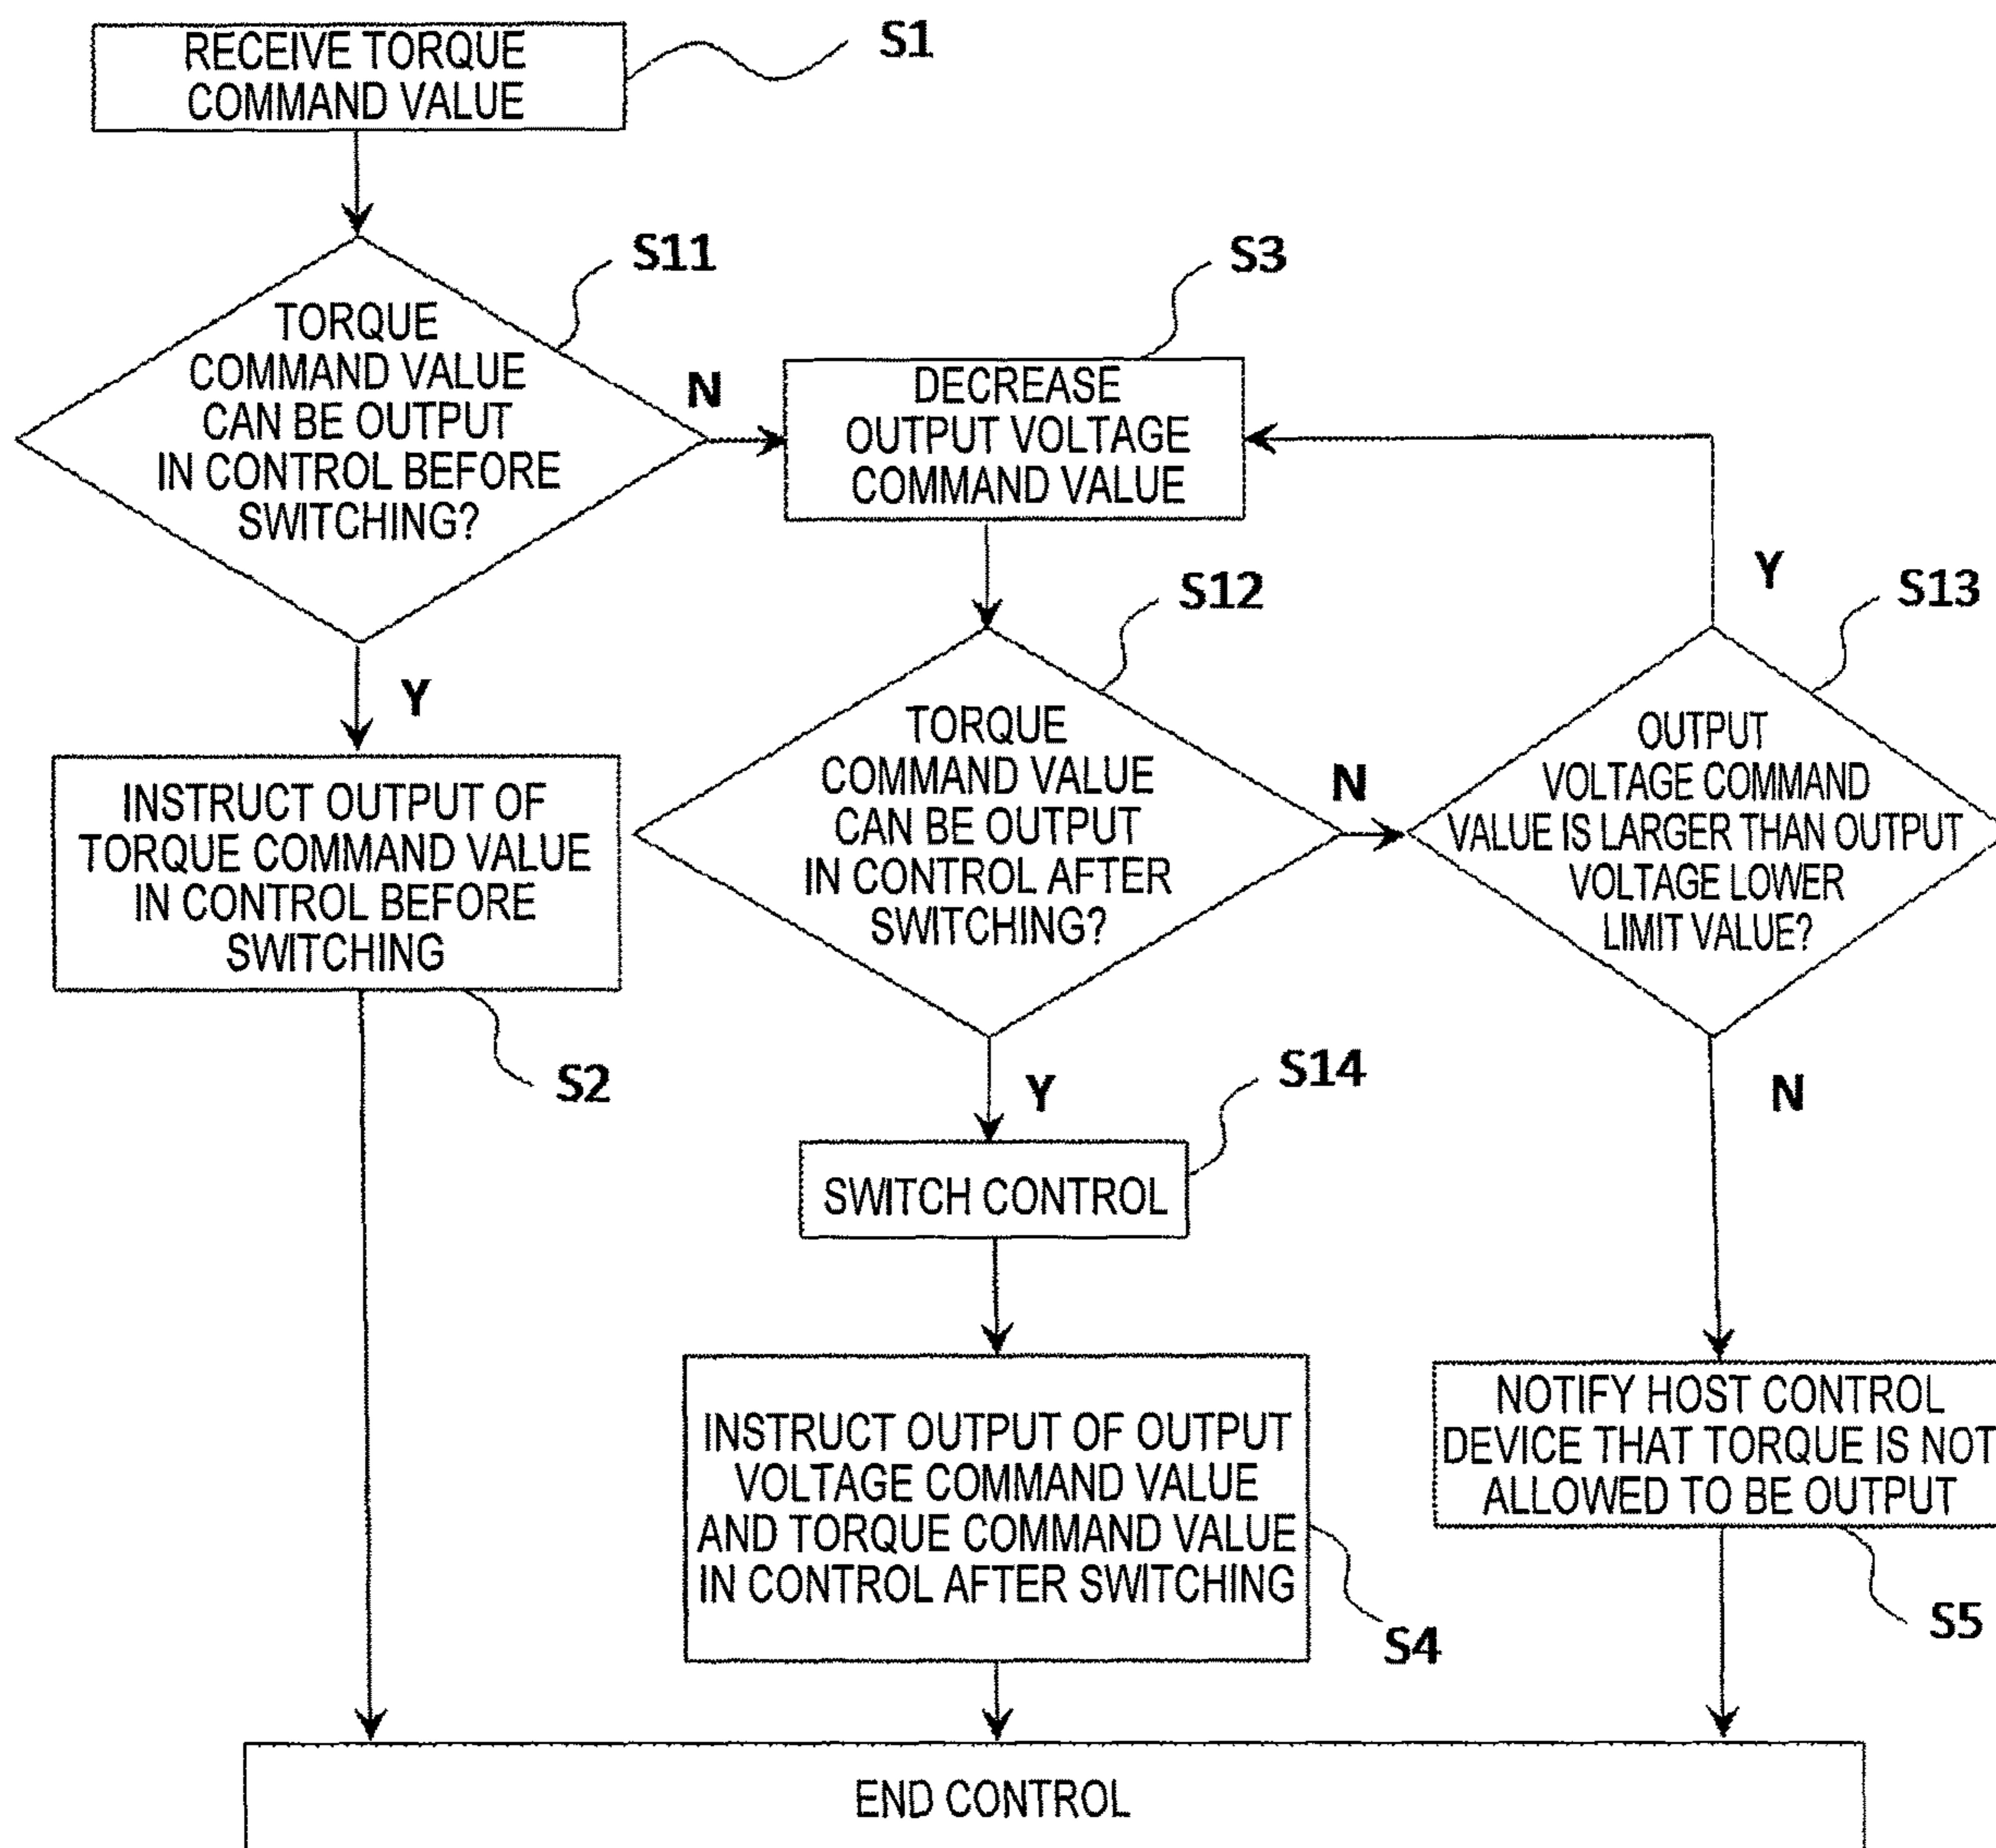 RECEIVE TORQUE
COMMAND VALUE
S1
TORQUE
COMMAND VALUE
CAN BE OUTPUT
IN CONTROL BEFORE
SWITCHING?
S11
N
Y
INSTRUCT OUTPUT OF
TORQUE COMMAND VALUE
IN CONTROL BEFORE
SWITCHING
S2
DECREASE
OUTPUT VOLTAGE
COMMAND VALUE
S3
TORQUE
COMMAND VALUE
CAN BE OUTPUT
IN CONTROL AFTER
SWITCHING?
S12
N
Y
OUTPUT
VOLTAGE COMMAND
VALUE IS LARGER THAN OUTPUT
VOLTAGE LOWER
LIMIT VALUE?
S13
Y
N
SWITCH CONTROL
S14
INSTRUCT OUTPUT OF OUTPUT
VOLTAGE COMMAND VALUE
AND TORQUE COMMAND VALUE
IN CONTROL AFTER SWITCHING
S4
NOTIFY HOST CONTROL
DEVICE THAT TORQUE IS NOT
ALLOWED TO BE OUTPUT
S5
END CONTROL